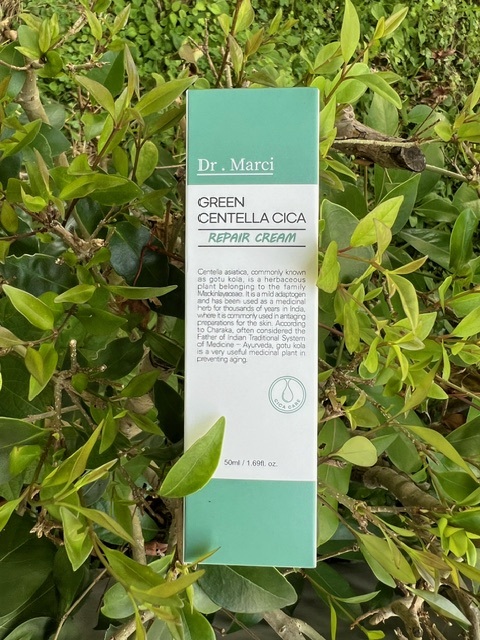 Dr . Marci
GREEN
CENTELLA CICA
REPAIR CREAM
Centella asiatica, commonly known
as gotu kola, is a herbaceous
plant belonging to the family
Mackinlayaceae. It is a mild adaptogen
and has been used as a medicinal
herb for thousands of years in India,
where it is commonly used in antiaging
preparations for the skin. According
to Charaka, often considered the
Father of Indian Traditional System
of Medicine – Ayurveda, gotu kola
is a very useful medicinal plant in
preventing aging.
CICA CARE
50ml / 1.69fl. oz.